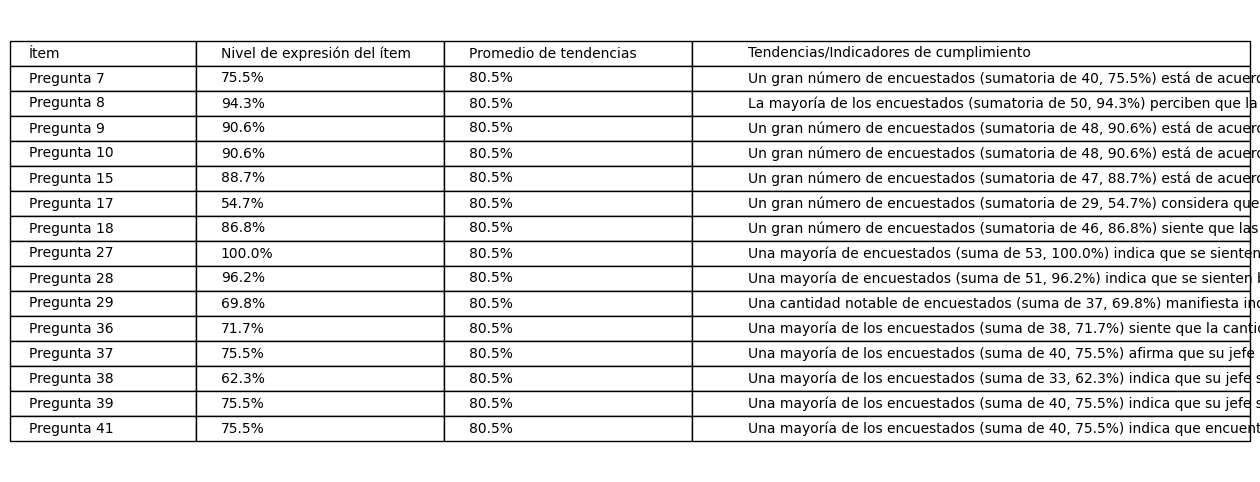 Ítem Nivel de expresión del ítem Promedio de tendencias Tendencias/Indicadores de cumplimiento
Pregunta 7 75.5% 80.5% Un gran número de encuestados (sumatoria de 40, 75.5%) está de
Pregunta 8 94.3% 80.5% La mayoría de los encuestados (sumatoria de 50, 94.3%) perciben que la
Pregunta 9 90.6% 80.5% Un gran número de encuestados (sumatoria de 48, 90.6%) está de
Pregunta 10 90.6% 80.5% Un gran número de encuestados (sumatoria de 48, 90.6%) está de
Pregunta 15 88.7% 80.5% Un gran número de encuestados (sumatoria de 47, 88.7%) está de
Pregunta 17 54.7% 80.5% Un gran número de encuestados (sumatoria de 29, 54.7%) considera que
Pregunta 18 86.8% 80.5% Un gran número de encuestados (sumatoria de 46, 86.8%) siente que las
Pregunta 27 100.0% 80.5% Una mayoría de encuestados (suma de 53, 100.0%) indica que se sienten
Pregunta 28 96.2% 80.5% Una mayoría de encuestados (suma de 51, 96.2%) indica que se sienten
Pregunta 29 69.8% 80.5% Una cantidad notable de encuestados (suma de 37, 69.8%) manifiesta
Pregunta 36 71.7% 80.5% Una mayoría de los encuestados (suma de 38, 71.7%) siente que la
Pregunta 37 75.5% 80.5% Una mayoría de los encuestados (suma de 40, 75.5%) afirma que su jefe
Pregunta 38 62.3% 80.5% Una mayoría de los encuestados (suma de 33, 62.3%) indica que su jefe
Pregunta 39 75.5% 80.5% Una mayoría de los encuestados (suma de 40, 75.5%) indica que su jefe
Pregunta 41 75.5% 80.5% Una mayoría de los encuestados (suma de 40, 75.5%) indica que